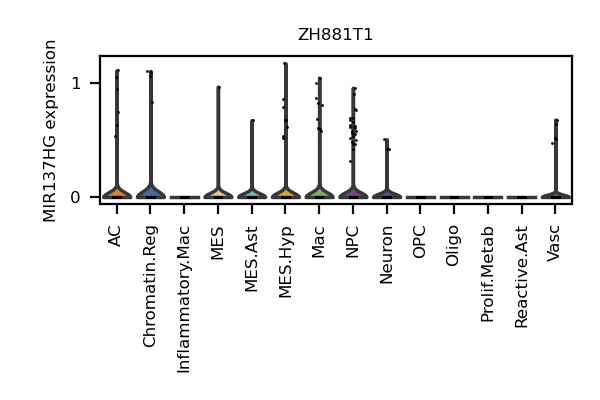 ZH881T1
MIR137HG expression
1
0
AC
Chromatin.Reg
Inflammatory.Mac
MES
MES.Ast
MES.Hyp
Mac
NPC
Neuron
OPC
Oligo
Prolif.Metab
Reactive.Ast
Vasc